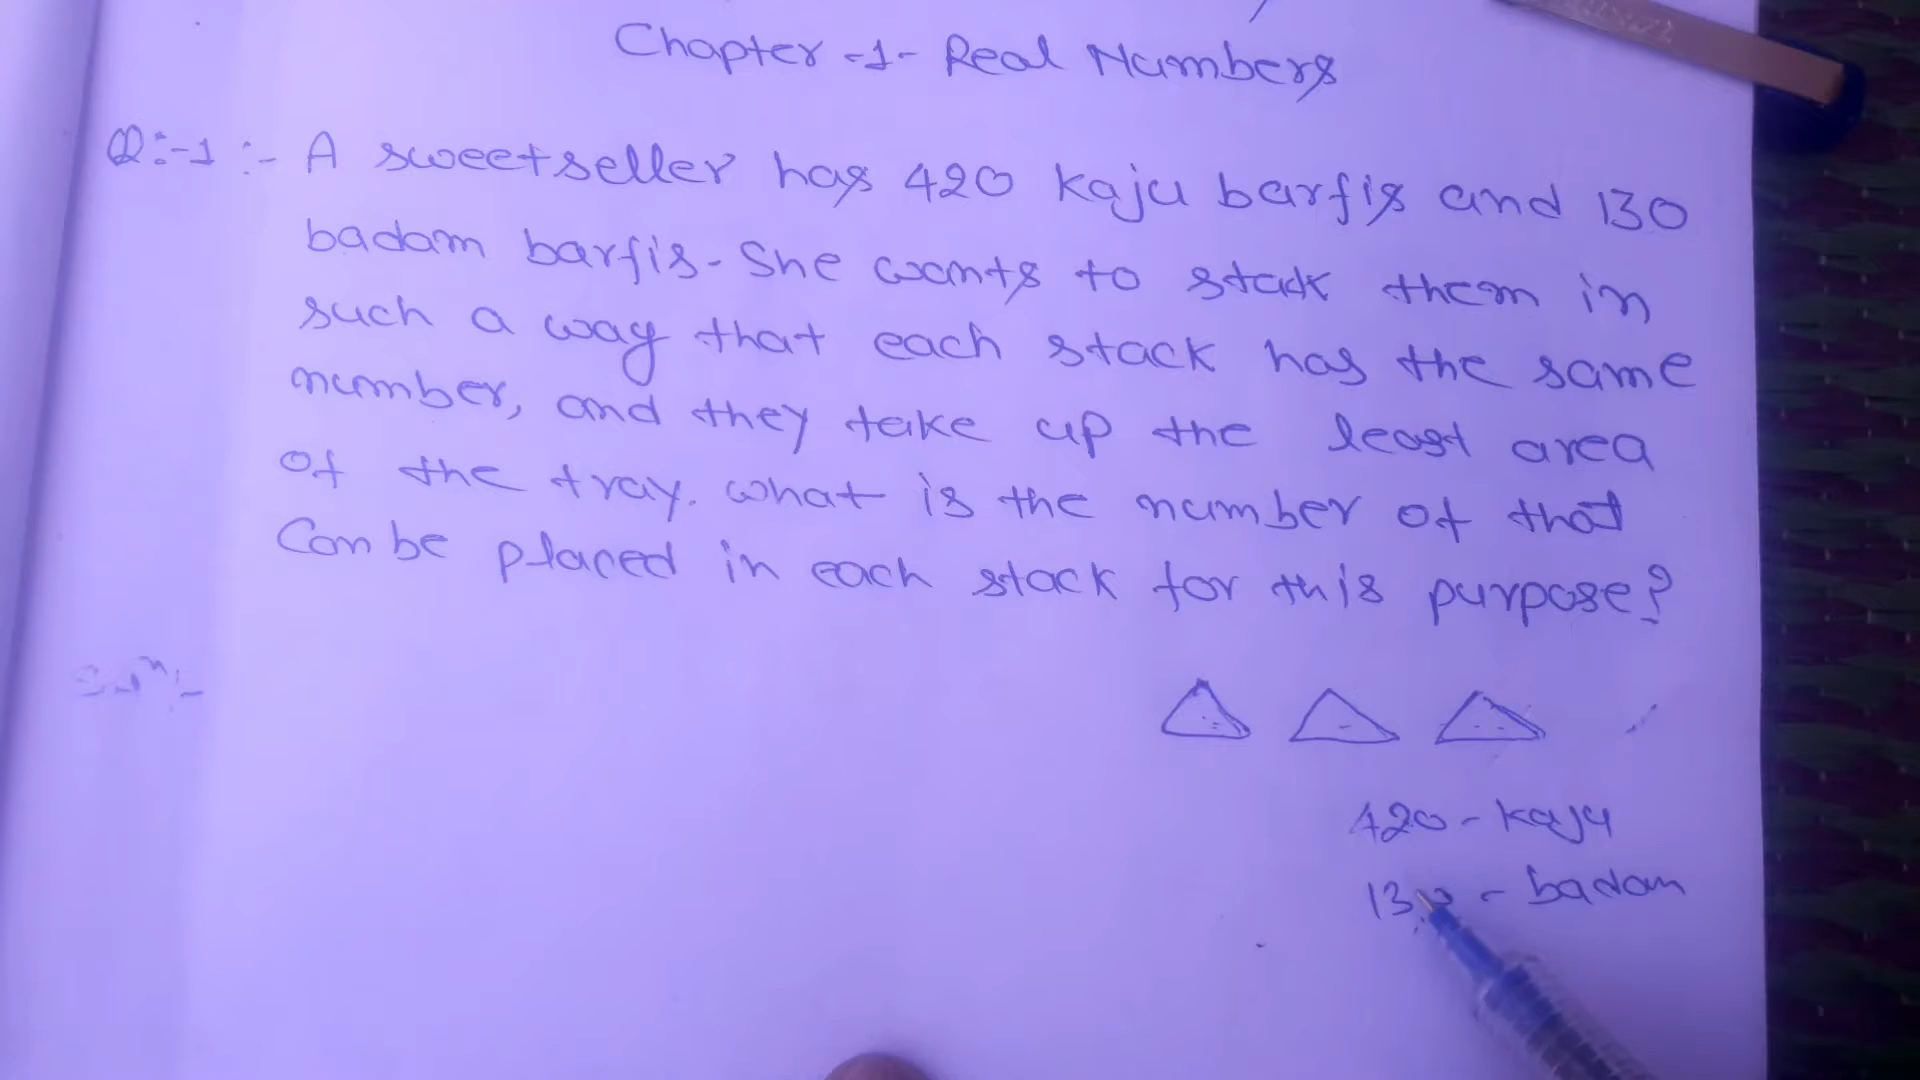 Chapter -1- Real Numbers
Q:-1 :- A sweetseller has 420 kaju barfis and 130
badam barfis. She wants to stack them in
such a way that each stack has the same
number, and they take up the least area
of the tray. what is the number of that
Can be placed in each stack for this purpose?
Soln:-
420 - kaju
130 - badam